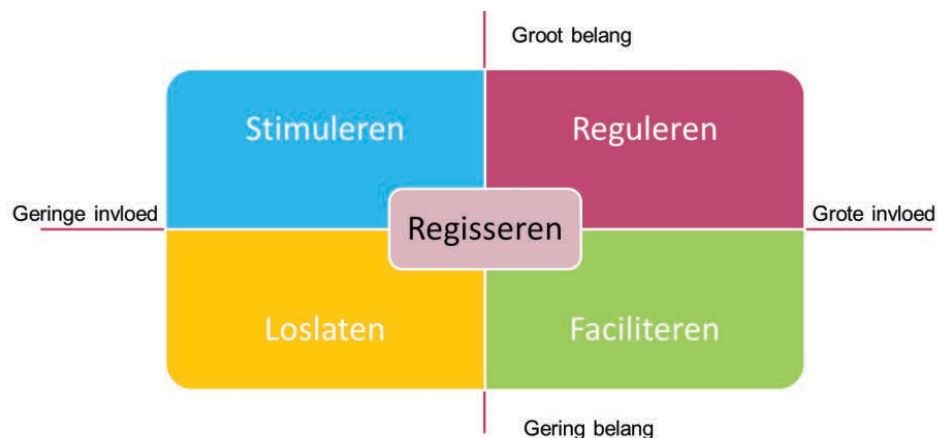 Groot belang
Stimuleren
Reguleren
Geringe invloed
Regisseren
Grote invloed
Loslaten
Faciliteren
Gering belang